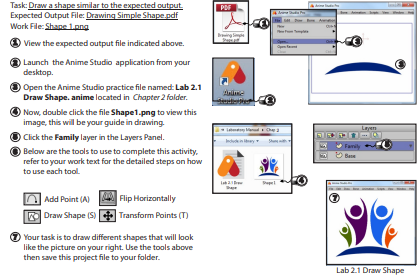 Task: Draw a shape similar to the expected output.
Expected Output File: Drawing Simple Shape.pdf
Work File: Shape 1.png
1 View the expected output file indicated above.
2 Launch the Anime Studio application from your
desktop.
3 Open the Anime Studio practice file named: Lab 2.1
Draw Shape. anime located in Chapter 2 folder.
4 Now, double click the file Shape1.png to view this
image, this will be your guide in drawing.
5 Click the Family layer in the Layers Panel.
6 Below are the tools to use to complete this activity,
refer to your work text for the detailed steps on how
to use each tool.
Add Point (A)
Flip Horizontally
Draw Shape (S)
Transform Points (T)
7 Your task is to draw different shapes that will look
like the picture on your right. Use the tools above
then save this project file to your folder.
PDF
Drawing Simple
Shape.pdf
1
Anime Studio Pro
File Edit Draw Bone Animation Scripts View Window Help
New
New From Template
Open...
Open Recent
Close
3
3
Anime
Studio Pro
2
Laboratory Manual
Chap 2
Include in library
Share with
Lab 2.1 Draw
Shape
Shape1
4
Layers
Family
Base
5
7
Lab 2.1 Draw Shape